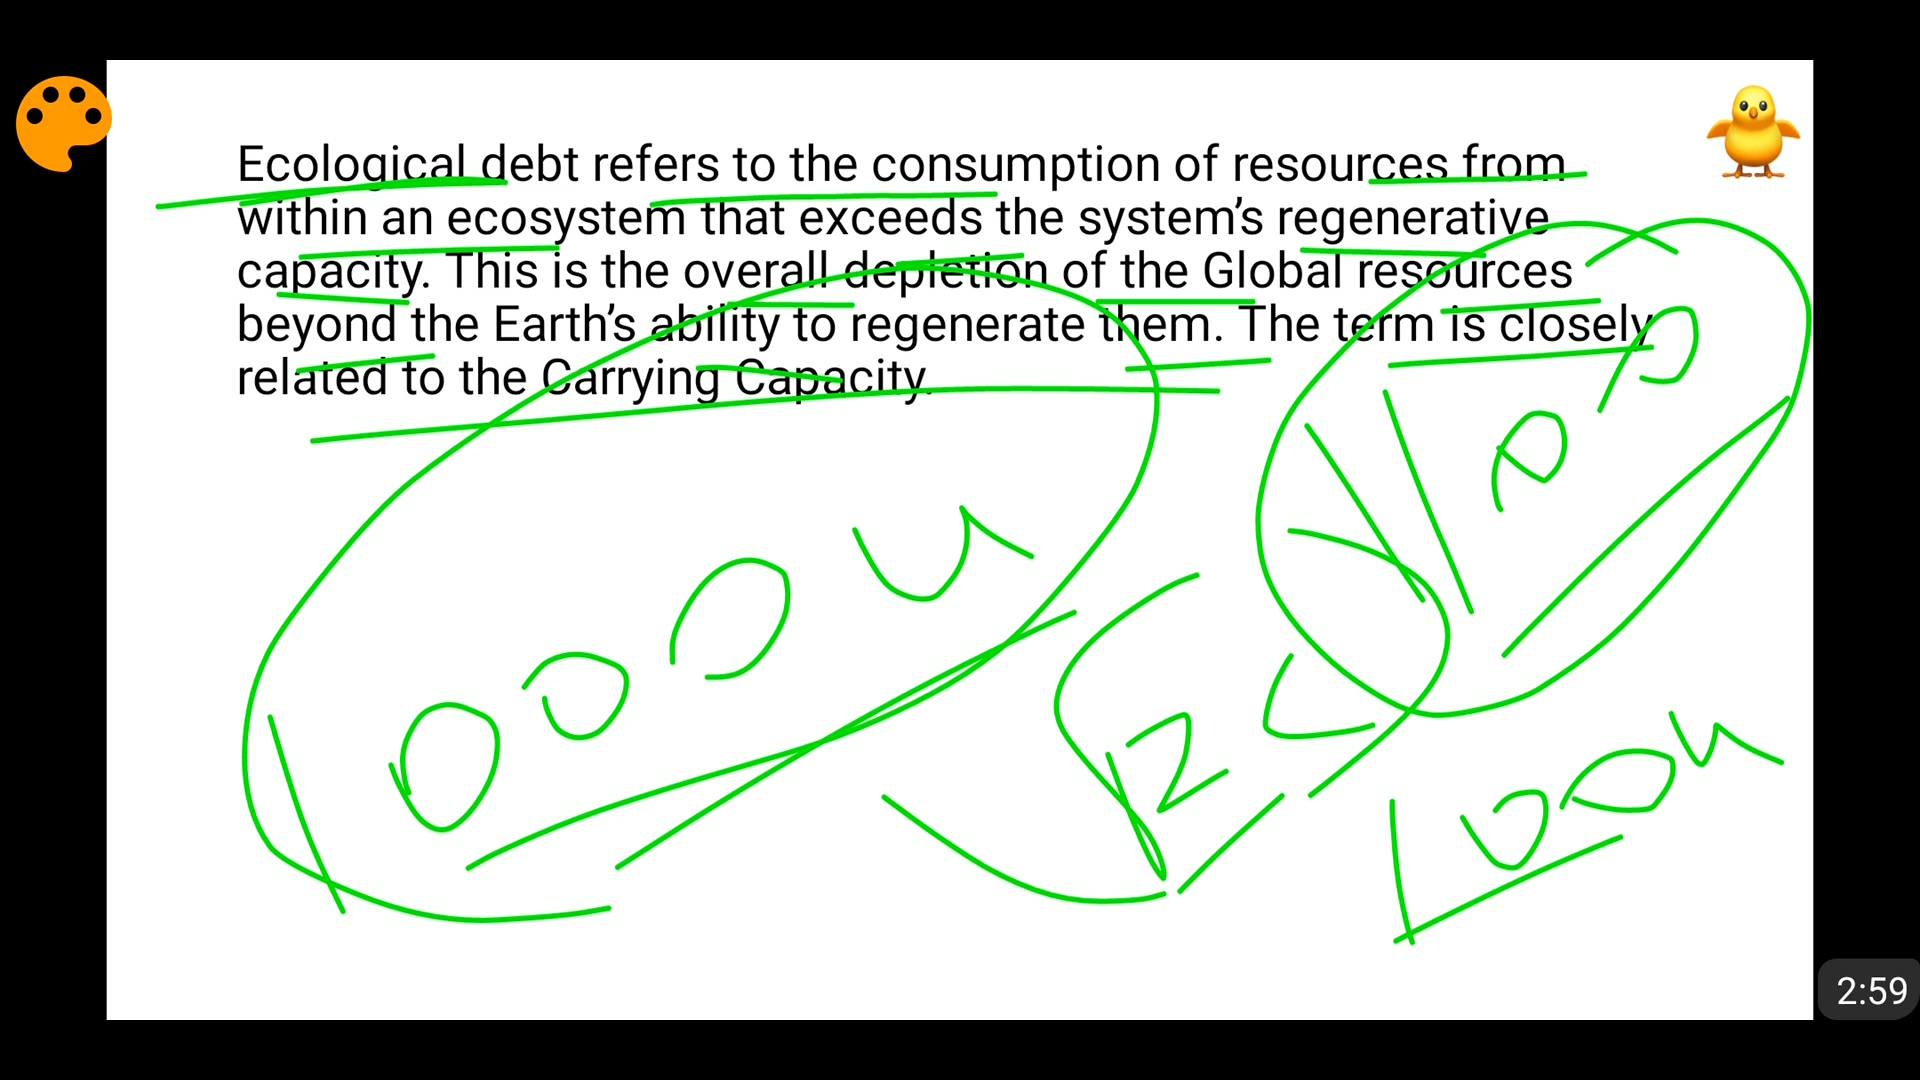 Ecological debt refers to the consumption of resources from
within an ecosystem that exceeds the system’s regenerative
capacity. This is the overall depletion of the Global resources
beyond the Earth’s ability to regenerate them. The term is closely
related to the Carrying Capacity.
2:59